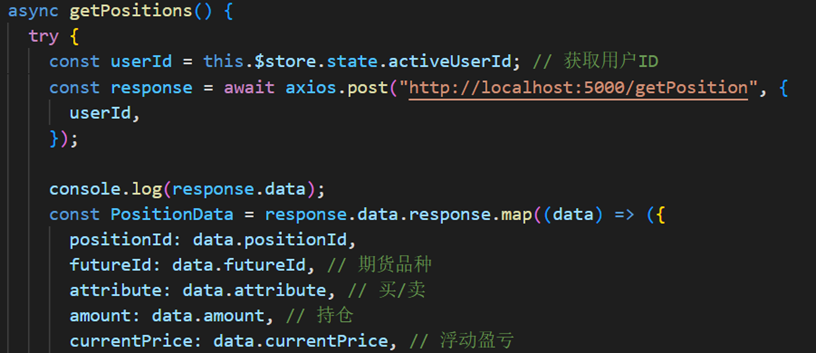 async getPositions() {
try {
const userId = this.$store.state.activeUserId; // 获取用户ID
const response = await axios.post("http://localhost:5000/getPosition", {
userId,
});
console.log(response.data);
const PositionData = response.data.response.map((data) => ({
positionId: data.positionId,
futureId: data.futureId, // 期货品种
attribute: data.attribute, // 买/卖
amount: data.amount, // 持仓
currentPrice: data.currentPrice, // 浮动盈亏